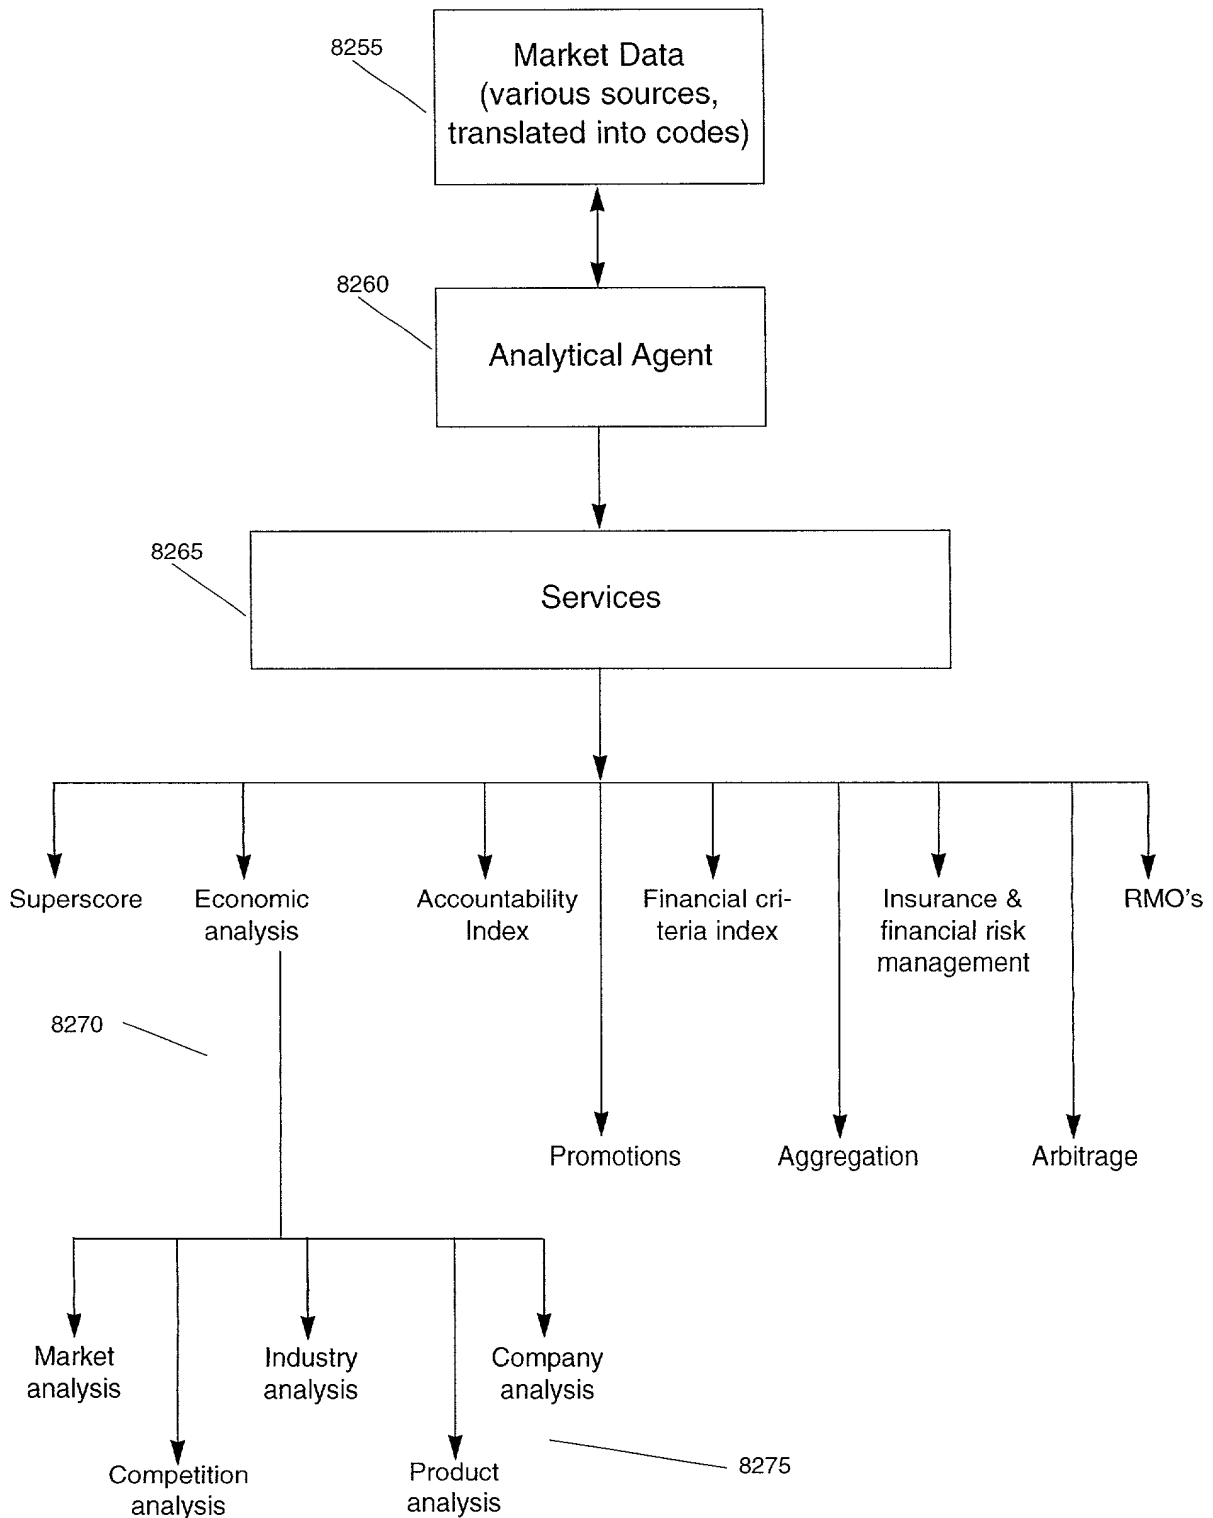 8255
Market Data
(various sources,
translated into codes)
8260
Analytical Agent
8265
Services
Superscore
Economic
analysis
Accountability
Index
Financial cri-
teria index
Insurance &
financial risk
management
RMO's
8270
Promotions
Aggregation
Arbitrage
Market
analysis
Industry
analysis
Company
analysis
Competition
analysis
Product
analysis
8275